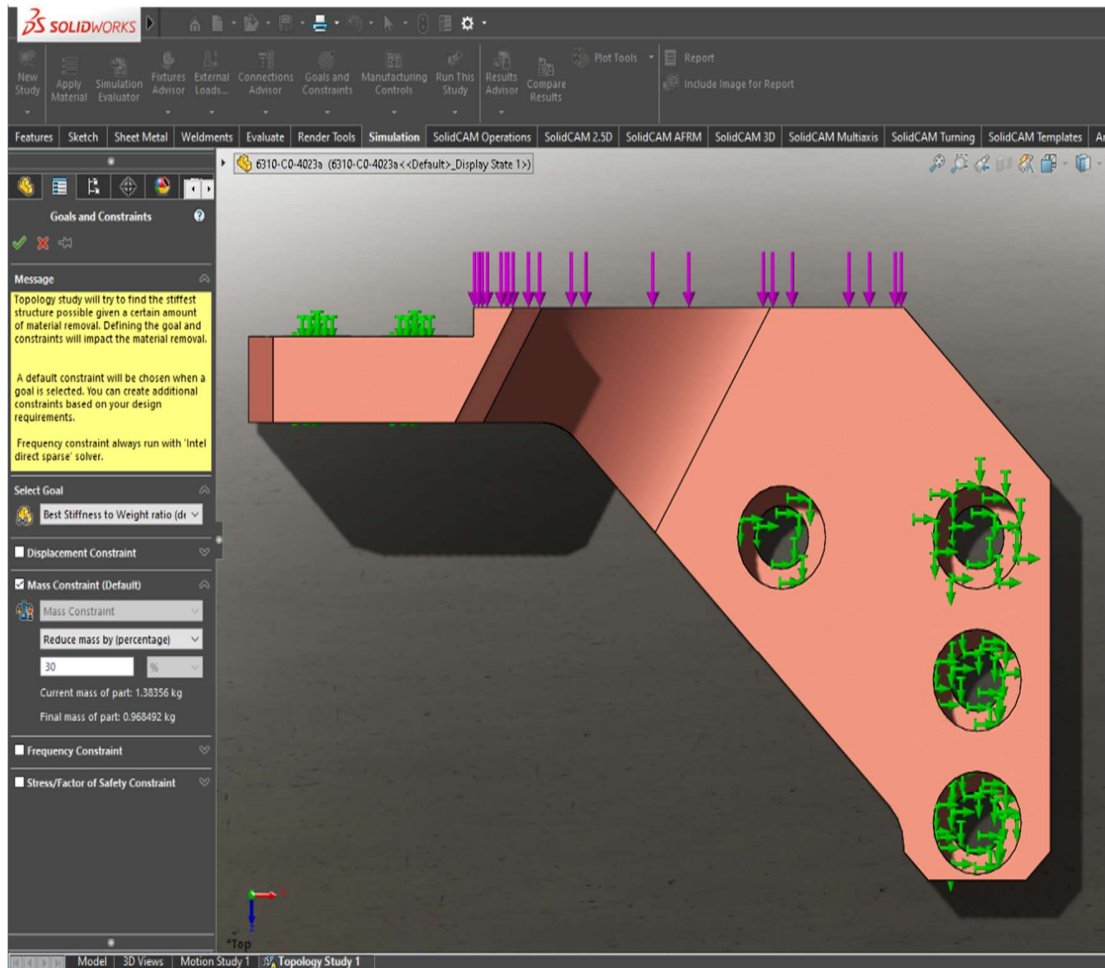 SOLIDWORKS
New Study
Apply Material
Simulation Evaluator
Fixtures Advisor
External Loads...
Connections Advisor
Goals and Constraints
Manufacturing Controls
Run This Study
Results Advisor
Compare Results
Plot Tools
Report
Include Image for Report
Features Sketch Sheet Metal Weldments Evaluate Render Tools Simulation SolidCAM Operations SolidCAM 2.5D SolidCAM AFRM SolidCAM 3D SolidCAM Multiaxis SolidCAM Turning SolidCAM Templates
6310-C0-4023a (6310-C0-4023a<<Default>_Display State 1>)
Goals and Constraints
Message
Topology study will try to find the stiffest
structure possible given a certain amount
of material removal. Defining the goal and
constraints will impact the material removal.
A default constraint will be chosen when a
goal is selected. You can create additional
constraints based on your design
requirements.
Frequency constraint always run with 'Intel
direct sparse' solver.
Select Goal
Best Stiffness to Weight ratio (de
Displacement Constraint
Mass Constraint (Default)
Mass Constraint
Reduce mass by (percentage)
30 %
Current mass of part: 1.38356 kg
Final mass of part: 0.968492 kg
Frequency Constraint
Stress/Factor of Safety Constraint
*Top
Model 3D Views Motion Study 1 Topology Study 1